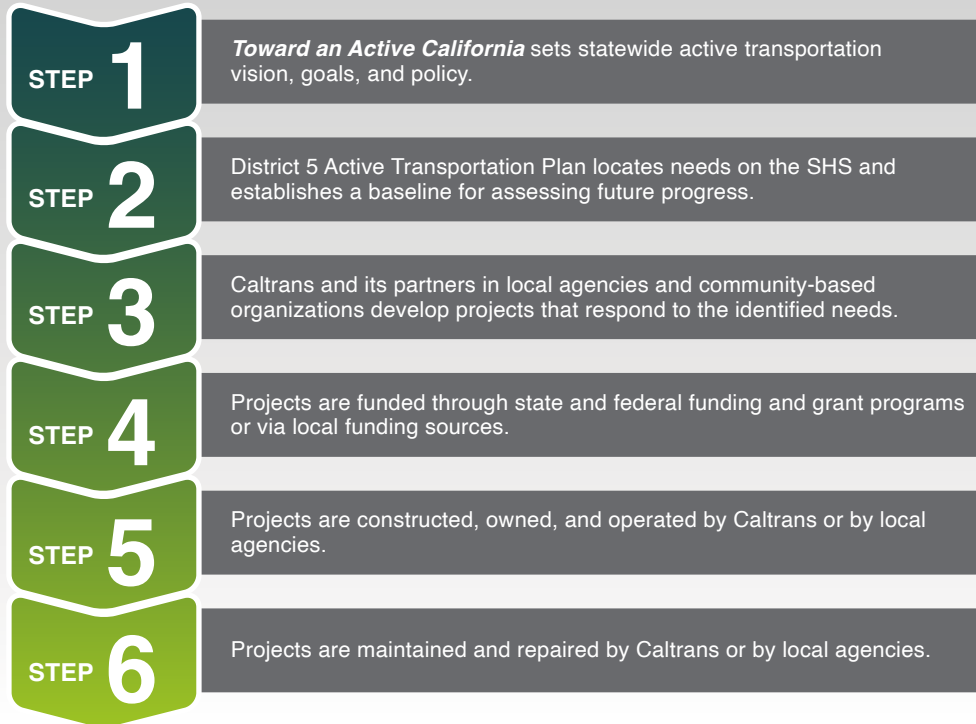 STEP 1
Toward an Active California sets statewide active transportation
vision, goals, and policy.
STEP 2
District 5 Active Transportation Plan locates needs on the SHS and
establishes a baseline for assessing future progress.
STEP 3
Caltrans and its partners in local agencies and community-based
organizations develop projects that respond to the identified needs.
STEP 4
Projects are funded through state and federal funding and grant programs
or via local funding sources.
STEP 5
Projects are constructed, owned, and operated by Caltrans or by local
agencies.
STEP 6
Projects are maintained and repaired by Caltrans or by local agencies.